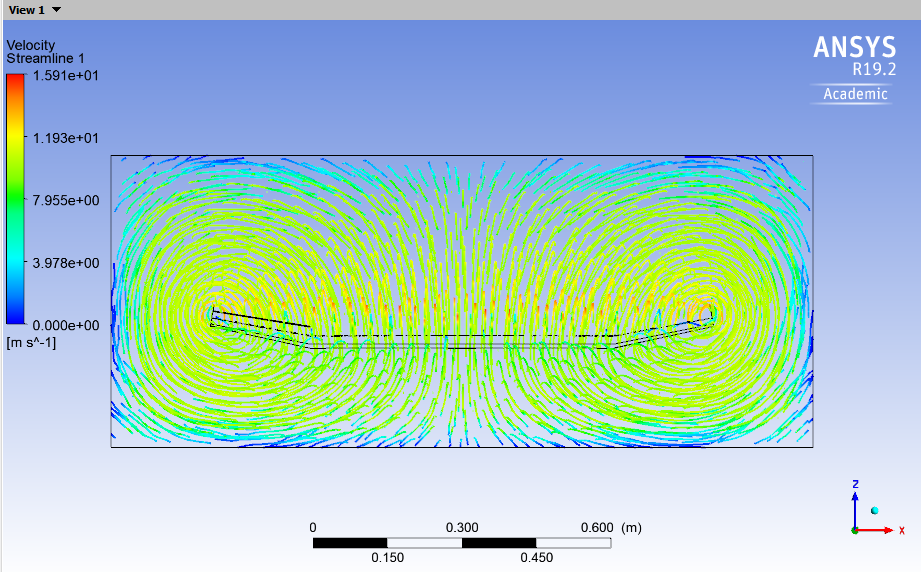 View 1
Velocity
Streamline 1
1.591e+01
1.193e+01
7.955e+00
3.978e+00
0.000e+00
[m s^-1]
ANSYS
R19.2
Academic
0 0.300 0.600 (m)
0.150 0.450
Z
X